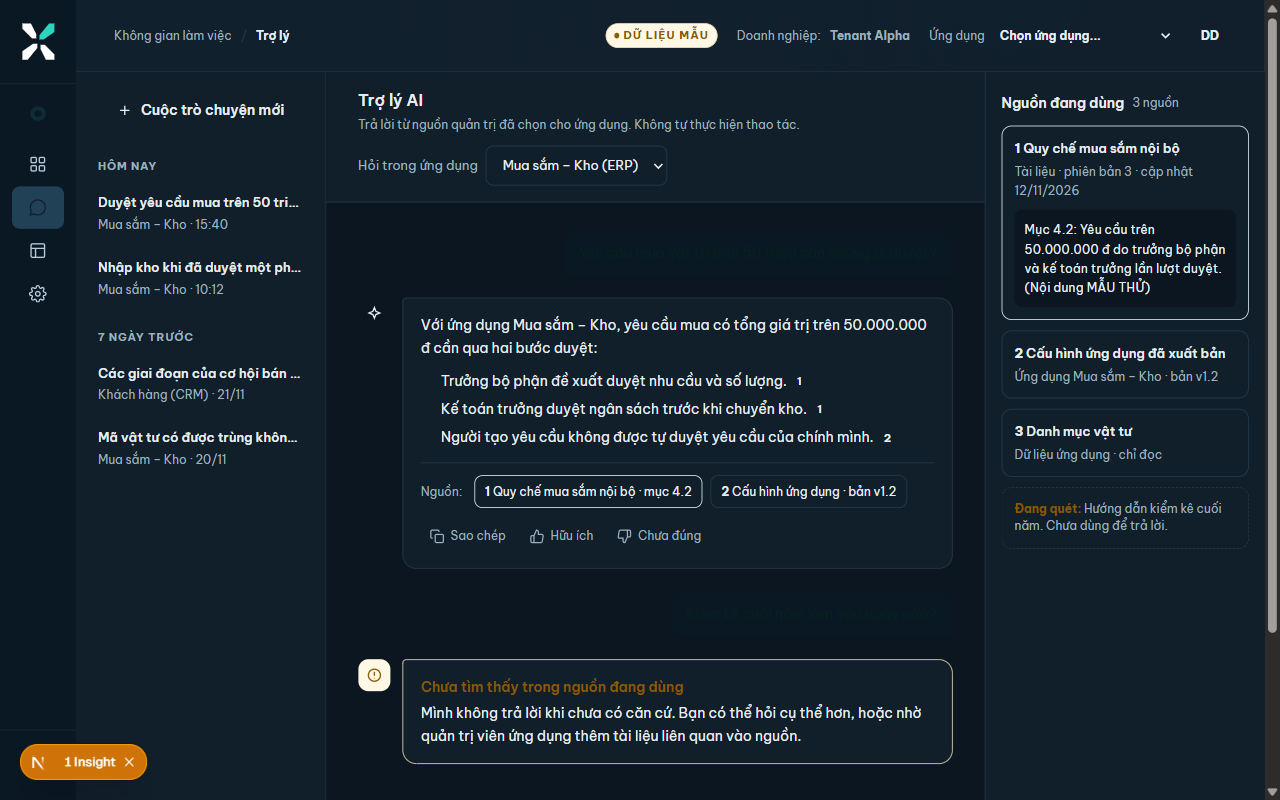 Không gian làm việc / Trợ lý
DỮ LIỆU MẪU
Doanh nghiệp: Tenant Alpha
Ứng dụng Chọn ứng dụng...
DD
+ Cuộc trò chuyện mới
HÔM NAY
Duyệt yêu cầu mua trên 50 tri...
Mua sắm – Kho · 15:40
Nhập kho khi đã duyệt một ph...
Mua sắm – Kho · 10:12
7 NGÀY TRƯỚC
Các giai đoạn của cơ hội bán ...
Khách hàng (CRM) · 21/11
Mã vật tư có được trùng khôn...
Mua sắm – Kho · 20/11
1 Insight
Trợ lý AI
Trả lời từ nguồn quản trị đã chọn cho ứng dụng. Không tự thực hiện thao tác.
Hỏi trong ứng dụng Mua sắm – Kho (ERP)
Với ứng dụng Mua sắm – Kho, yêu cầu mua có tổng giá trị trên 50.000.000
đ cần qua hai bước duyệt:
Trưởng bộ phận đề xuất duyệt nhu cầu và số lượng. 1
Kế toán trưởng duyệt ngân sách trước khi chuyển kho. 1
Người tạo yêu cầu không được tự duyệt yêu cầu của chính mình. 2
Nguồn: 1 Quy chế mua sắm nội bộ · mục 4.2 2 Cấu hình ứng dụng · bản v1.2
Sao chép Hữu ích Chưa đúng
Chưa tìm thấy trong nguồn đang dùng
Mình không trả lời khi chưa có căn cứ. Bạn có thể hỏi cụ thể hơn, hoặc nhờ
quản trị viên ứng dụng thêm tài liệu liên quan vào nguồn.
Nguồn đang dùng 3 nguồn
1 Quy chế mua sắm nội bộ
Tài liệu · phiên bản 3 · cập nhật
12/11/2026
Mục 4.2: Yêu cầu trên
50.000.000 đ do trưởng bộ phận
và kế toán trưởng lần lượt duyệt.
(Nội dung MẪU THỬ)
2 Cấu hình ứng dụng đã xuất bản
Ứng dụng Mua sắm – Kho · bản v1.2
3 Danh mục vật tư
Dữ liệu ứng dụng · chỉ đọc
Đang quét: Hướng dẫn kiểm kê cuối
năm. Chưa dùng để trả lời.